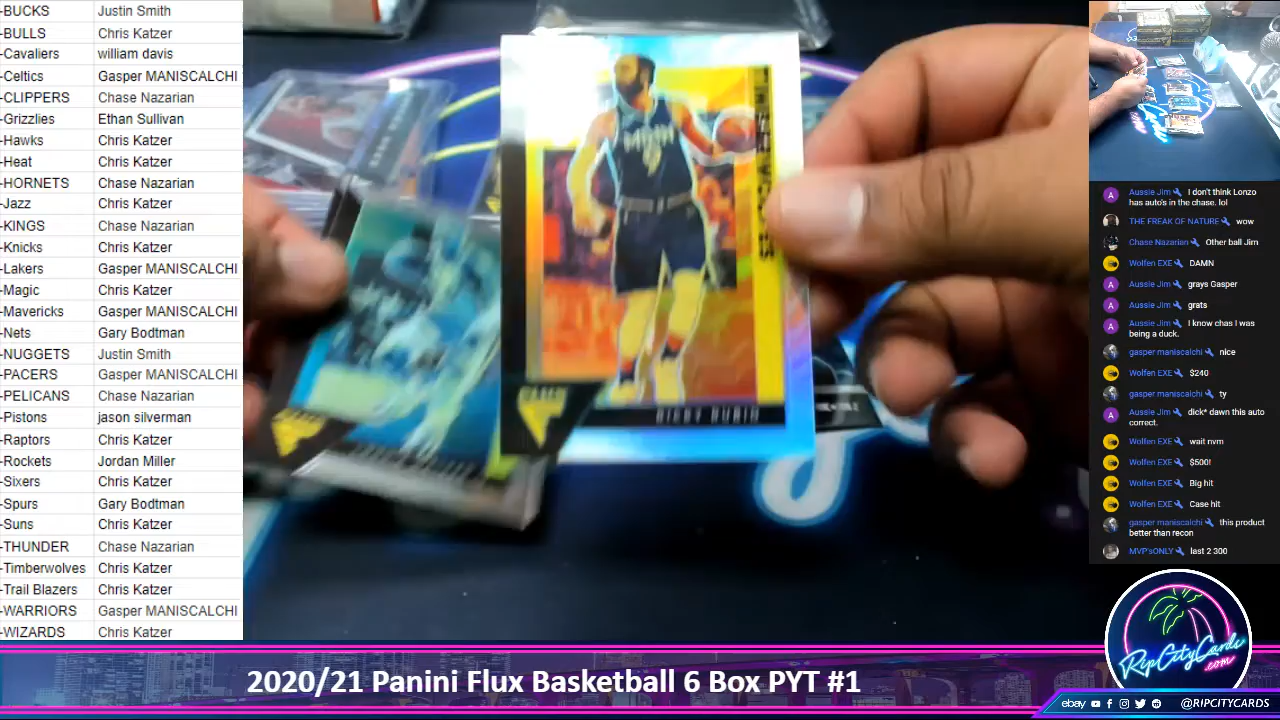 -BUCKS Justin Smith
-BULLS Chris Katzer
-Cavaliers william davis
-Celtics Gasper MANISCALCHI
-CLIPPERS Chase Nazarian
-Grizzlies Ethan Sullivan
-Hawks Chris Katzer
-Heat Chris Katzer
-HORNETS Chase Nazarian
-Jazz Chris Katzer
-KINGS Chase Nazarian
-Knicks Chris Katzer
-Lakers Gasper MANISCALCHI
-Magic Chris Katzer
-Mavericks Gasper MANISCALCHI
-Nets Gary Bodtman
-NUGGETS Justin Smith
-PACERS Gasper MANISCALCHI
-PELICANS Chase Nazarian
-Pistons jason silverman
-Raptors Chris Katzer
-Rockets Jordan Miller
-Sixers Chris Katzer
-Spurs Gary Bodtman
-Suns Chris Katzer
-THUNDER Chase Nazarian
-Timberwolves Chris Katzer
-Trail Blazers Chris Katzer
-WARRIORS Gasper MANISCALCHI
-WIZARDS Chris Katzer
RICKY RUBIO
A Aussie Jim I don't think Lonzo
has auto's in the chase. lol
THE FREAK OF NATURE wow
Chase Nazarian Other ball Jim
Wolfen EXE DAMN
A Aussie Jim grays Gasper
A Aussie Jim grats
A Aussie Jim I know chas I was
being a duck.
gasper maniscalchi nice
Wolfen EXE $240
gasper maniscalchi ty
A Aussie Jim dick* dawn this auto
correct.
Wolfen EXE wait nvm
Wolfen EXE $500!
Wolfen EXE Big hit
Wolfen EXE Case hit
gasper maniscalchi this product
better than recon
MVP'sONLY last 2 300
RipCityCards
.com
2020/21 Panini Flux Basketball 6 Box PYT #1
ebay @RIPCITYCARDS